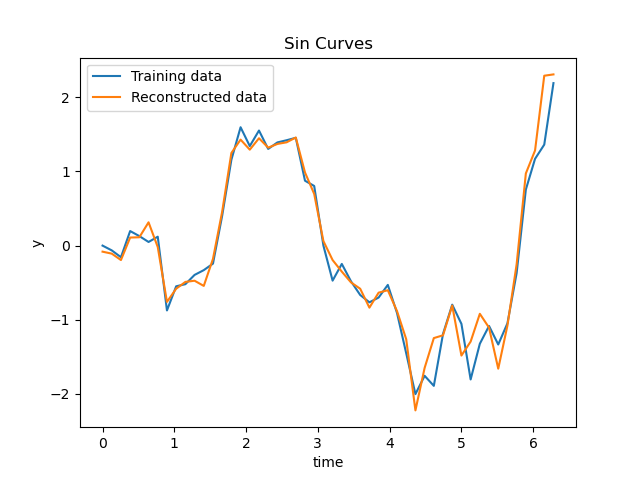 Sin Curves
Training data
Reconstructed data
2
1
0
−1
−2
y
0 1 2 3 4 5 6
time